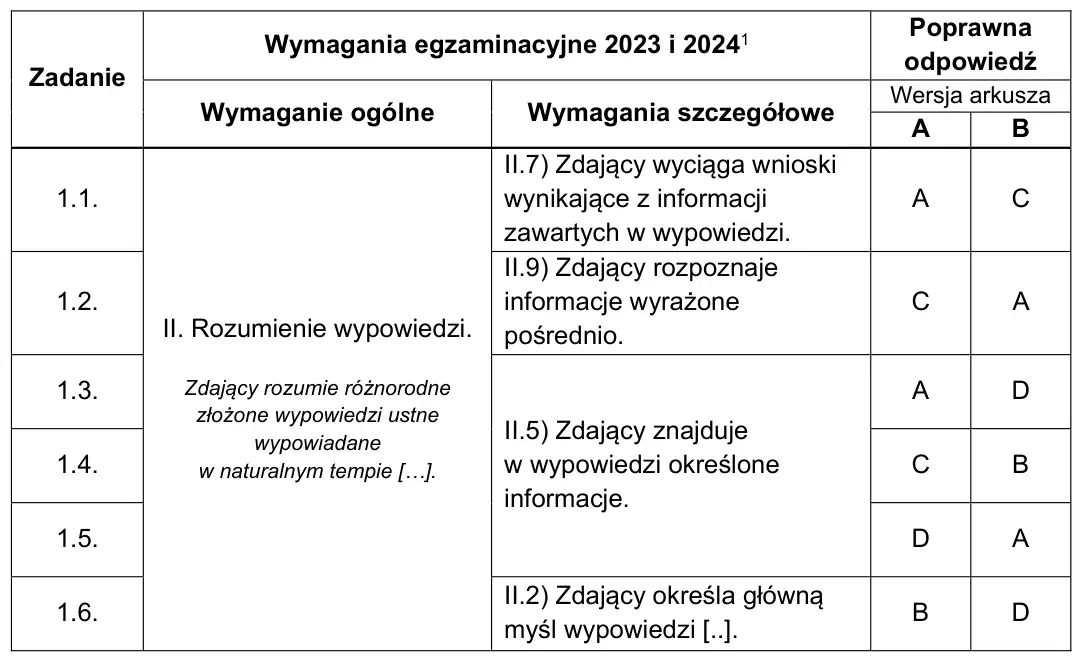 Zadanie
Wymagania egzaminacyjne 2023 i 2024¹
Poprawna
odpowiedź
Wymaganie ogólne
Wymagania szczegółowe
Wersja arkusza
A B
1.1.
II. Rozumienie wypowiedzi.
Zdający rozumie różnorodne
złożone wypowiedzi ustne
wypowiadane
w naturalnym tempie […].
II.7) Zdający wyciąga wnioski
wynikające z informacji
zawartych w wypowiedzi.
A C
1.2.
II.9) Zdający rozpoznaje
informacje wyrażone
pośrednio.
C A
1.3.
II.5) Zdający znajduje
w wypowiedzi określone
informacje.
A D
1.4.
C B
1.5.
D A
1.6.
II.2) Zdający określa główną
myśl wypowiedzi [..].
B D